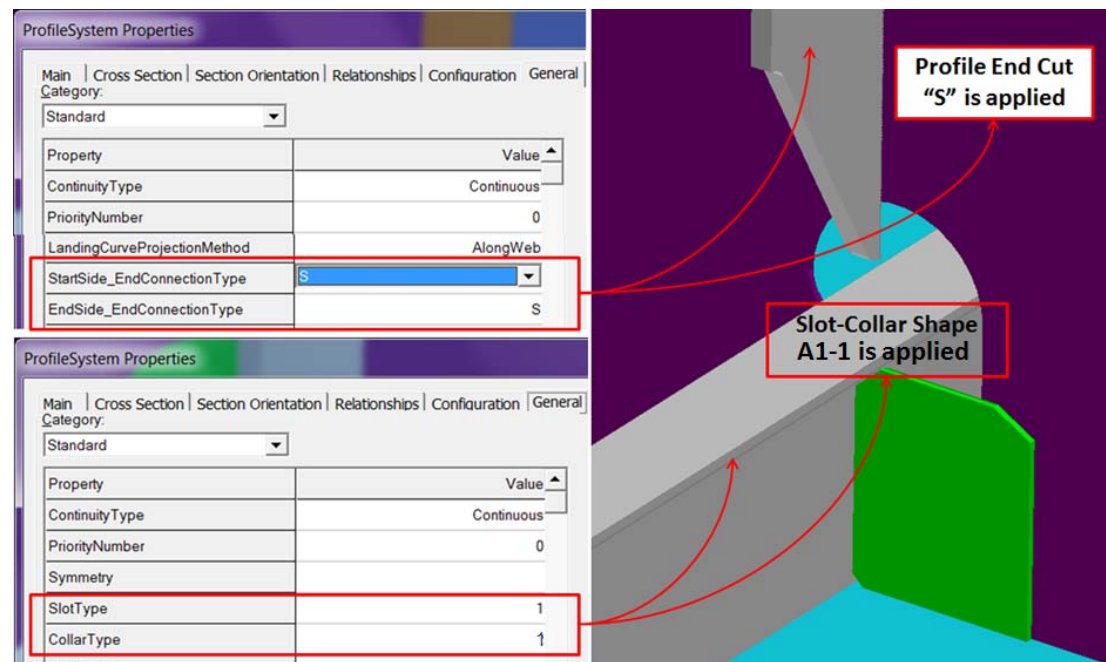 ProfileSystem Properties
Main | Cross Section | Section Orientation | Relationships | Configuration | General
Category:
Standard
Property Value
ContinuityType Continuous
PriorityNumber 0
LandingCurveProjectionMethod AlongWeb
StartSide_EndConnectionType S
EndSide_EndConnectionType S
ProfileSystem Properties
Main | Cross Section | Section Orientation | Relationships | Configuration | General
Category:
Standard
Property Value
ContinuityType Continuous
PriorityNumber 0
Symmetry
SlotType 1
CollarType 1
Profile End Cut
“S” is applied
Slot-Collar Shape
A1-1 is applied